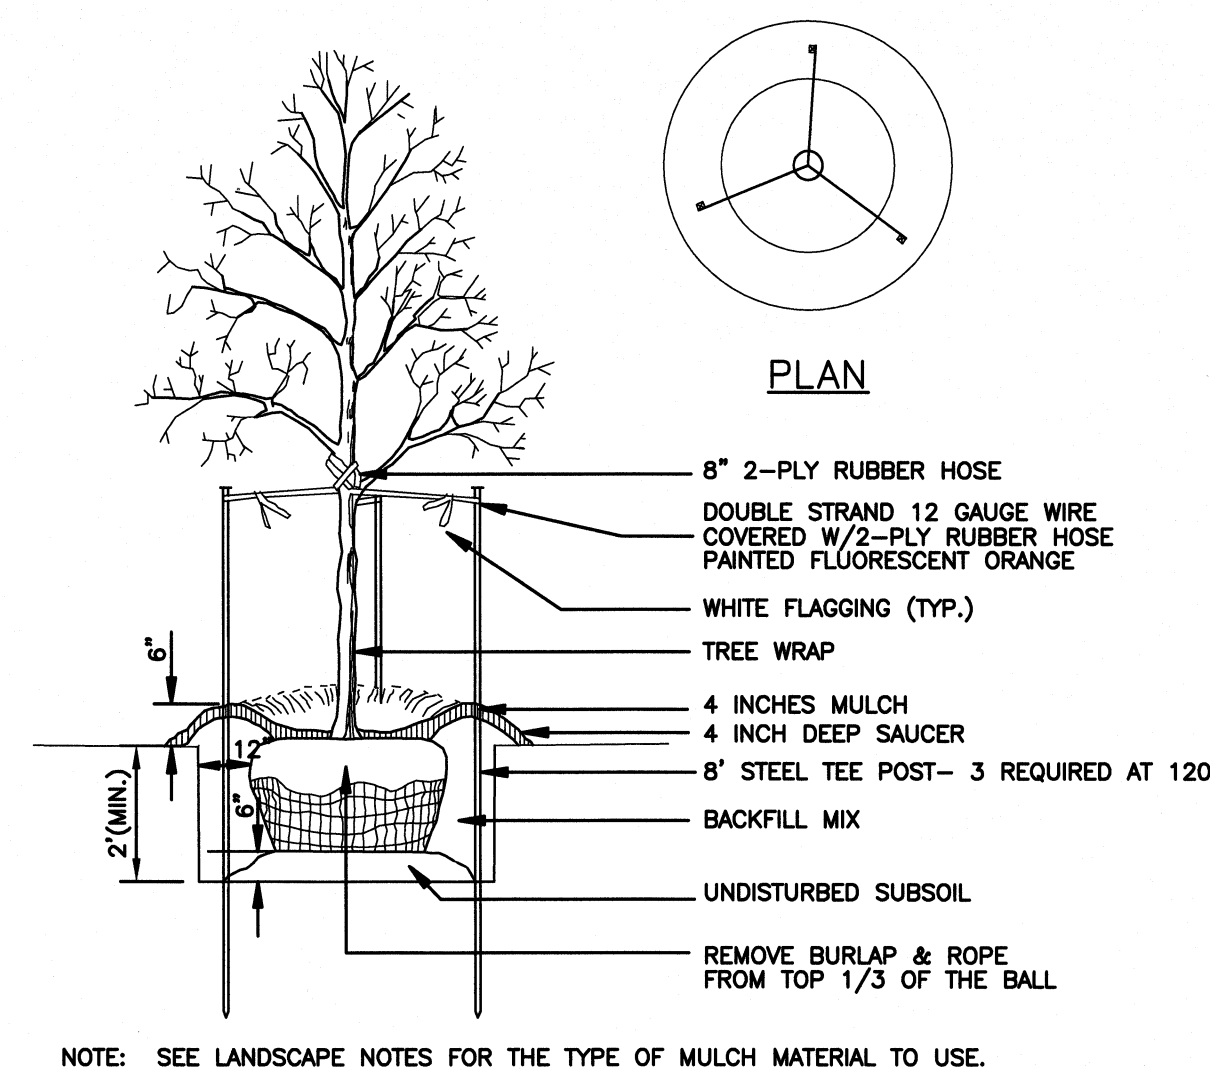 PLAN
8" 2-PLY RUBBER HOSE
DOUBLE STRAND 12 GAUGE WIRE
COVERED W/2-PLY RUBBER HOSE
PAINTED FLUORESCENT ORANGE
WHITE FLAGGING (TYP.)
6"
TREE WRAP
4 INCHES MULCH
4 INCH DEEP SAUCER
12"
8' STEEL TEE POST- 3 REQUIRED AT 120
2'(MIN.)
6"
BACKFILL MIX
UNDISTURBED SUBSOIL
REMOVE BURLAP & ROPE
FROM TOP 1/3 OF THE BALL
NOTE: SEE LANDSCAPE NOTES FOR THE TYPE OF MULCH MATERIAL TO USE.